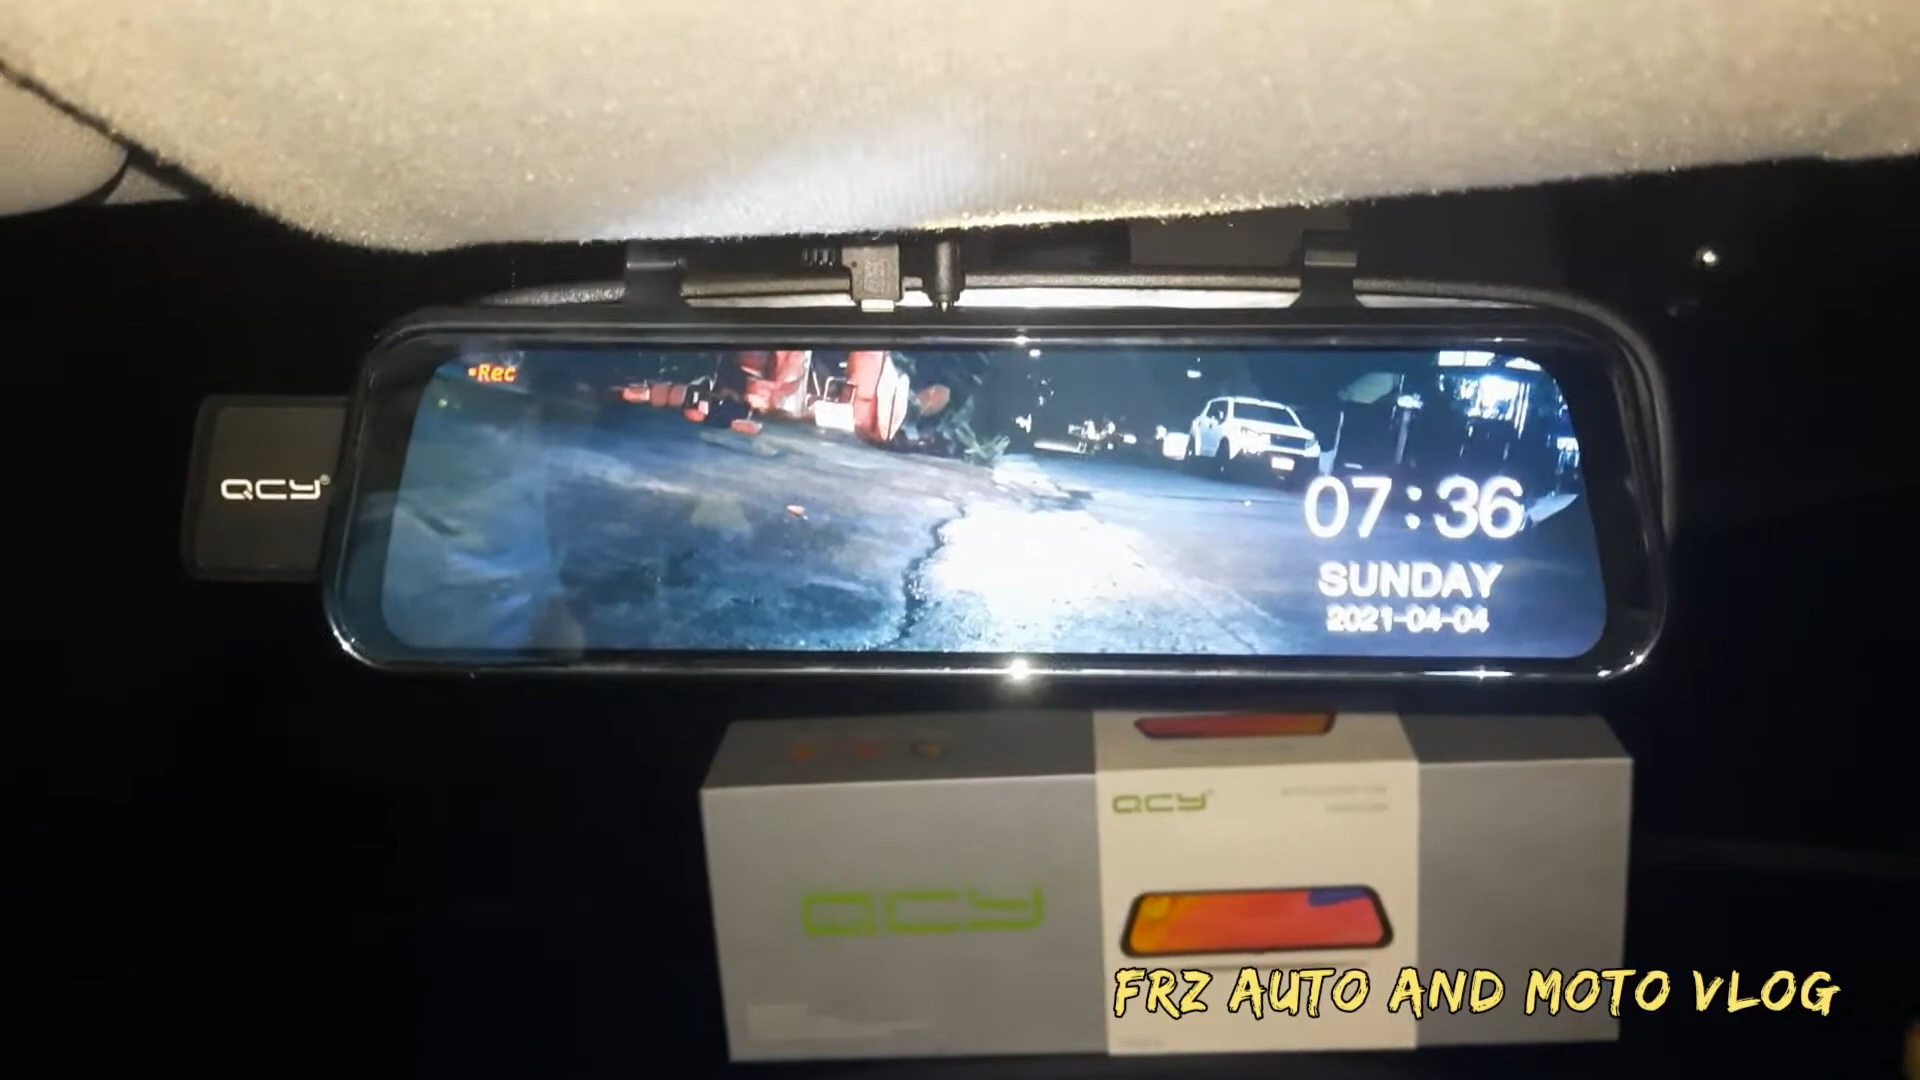 •Rec
QCY®
07:36
SUNDAY
2021-04-04
QCY
QCY
FRZ AUTO AND MOTO VLOG